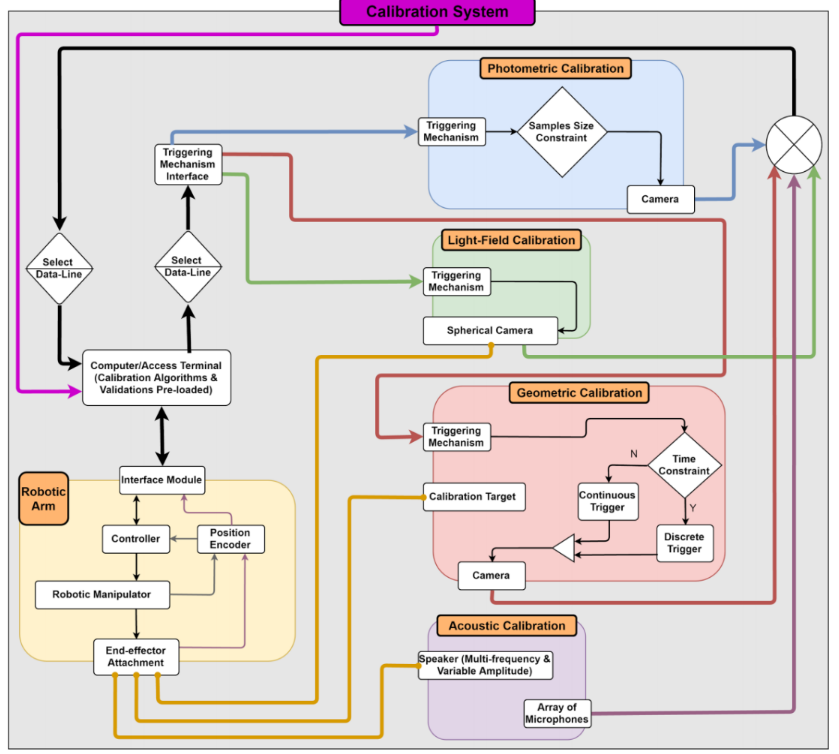 Calibration System
Photometric Calibration
Triggering
Mechanism
Samples Size
Constraint
Camera
Triggering
Mechanism
Interface
Select
Data-Line
Select
Data-Line
Light-Field Calibration
Triggering
Mechanism
Spherical Camera
Computer/Access Terminal
(Calibration Algorithms &
Validations Pre-loaded)
Geometric Calibration
Triggering
Mechanism
Time
Constraint
N
Y
Continuous
Trigger
Discrete
Trigger
Calibration Target
Camera
Robotic
Arm
Interface Module
Controller
Position
Encoder
Robotic Manipulator
End-effector
Attachment
Acoustic Calibration
Speaker (Multi-frequency &
Variable Amplitude)
Array of
Microphones